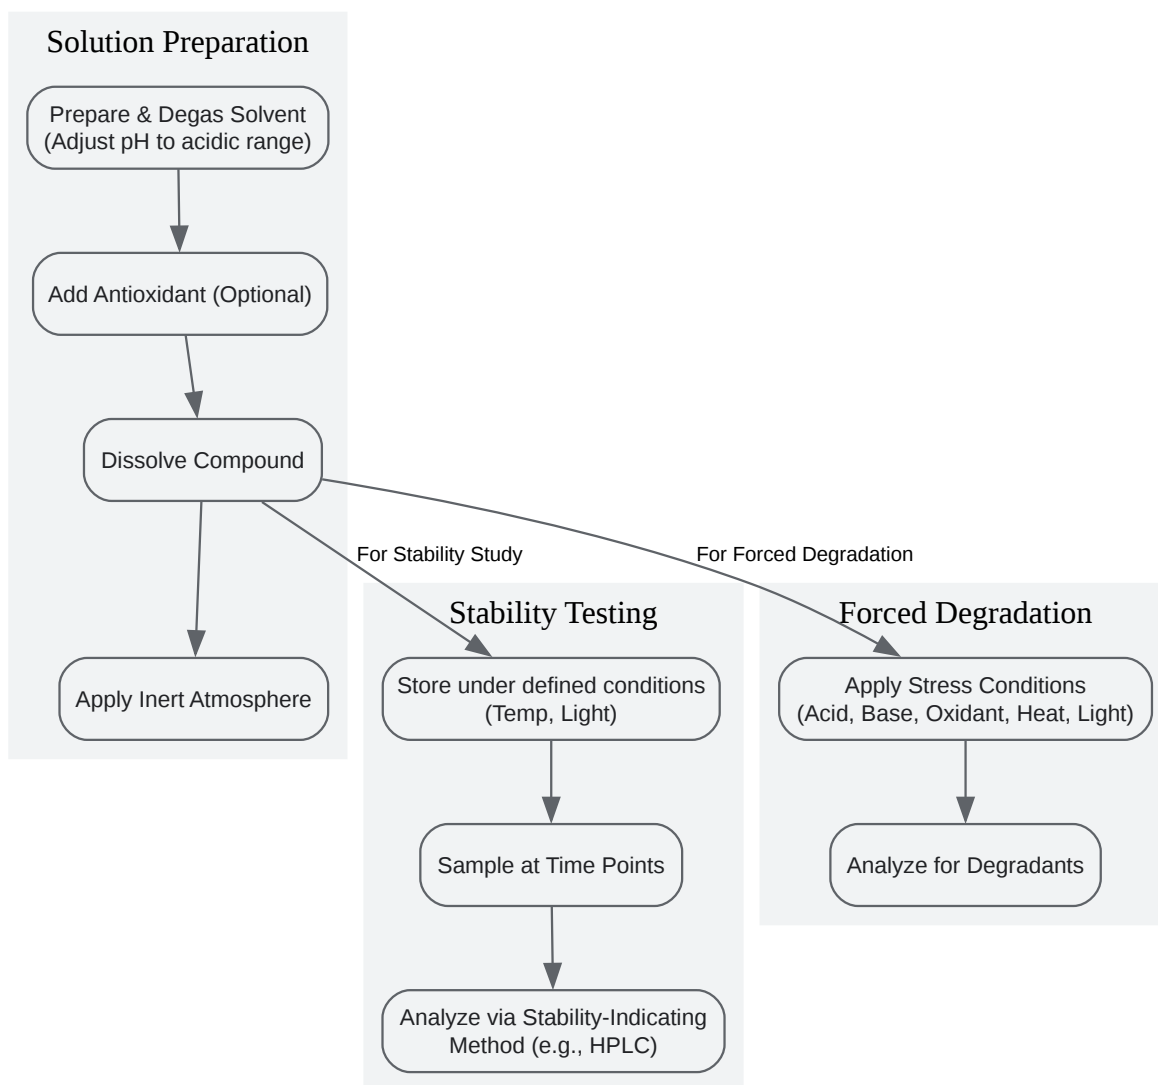 Solution Preparation
Prepare & Degas Solvent
(Adjust pH to acidic range)
Add Antioxidant (Optional)
Dissolve Compound
Apply Inert Atmosphere
For Stability Study
For Forced Degradation
Stability Testing
Store under defined conditions
(Temp, Light)
Sample at Time Points
Analyze via Stability-Indicating
Method (e.g., HPLC)
Forced Degradation
Apply Stress Conditions
(Acid, Base, Oxidant, Heat, Light)
Analyze for Degradants